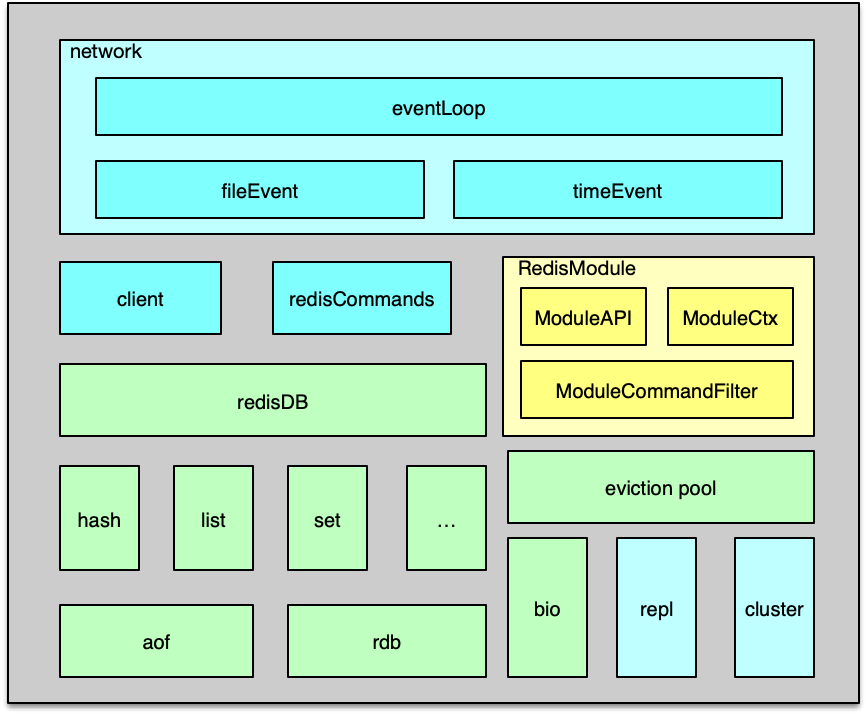 network
eventLoop
fileEvent
timeEvent
client
redisCommands
RedisModule
ModuleAPI
ModuleCtx
ModuleCommandFilter
redisDB
hash
list
set
...
eviction pool
bio
repl
cluster
aof
rdb